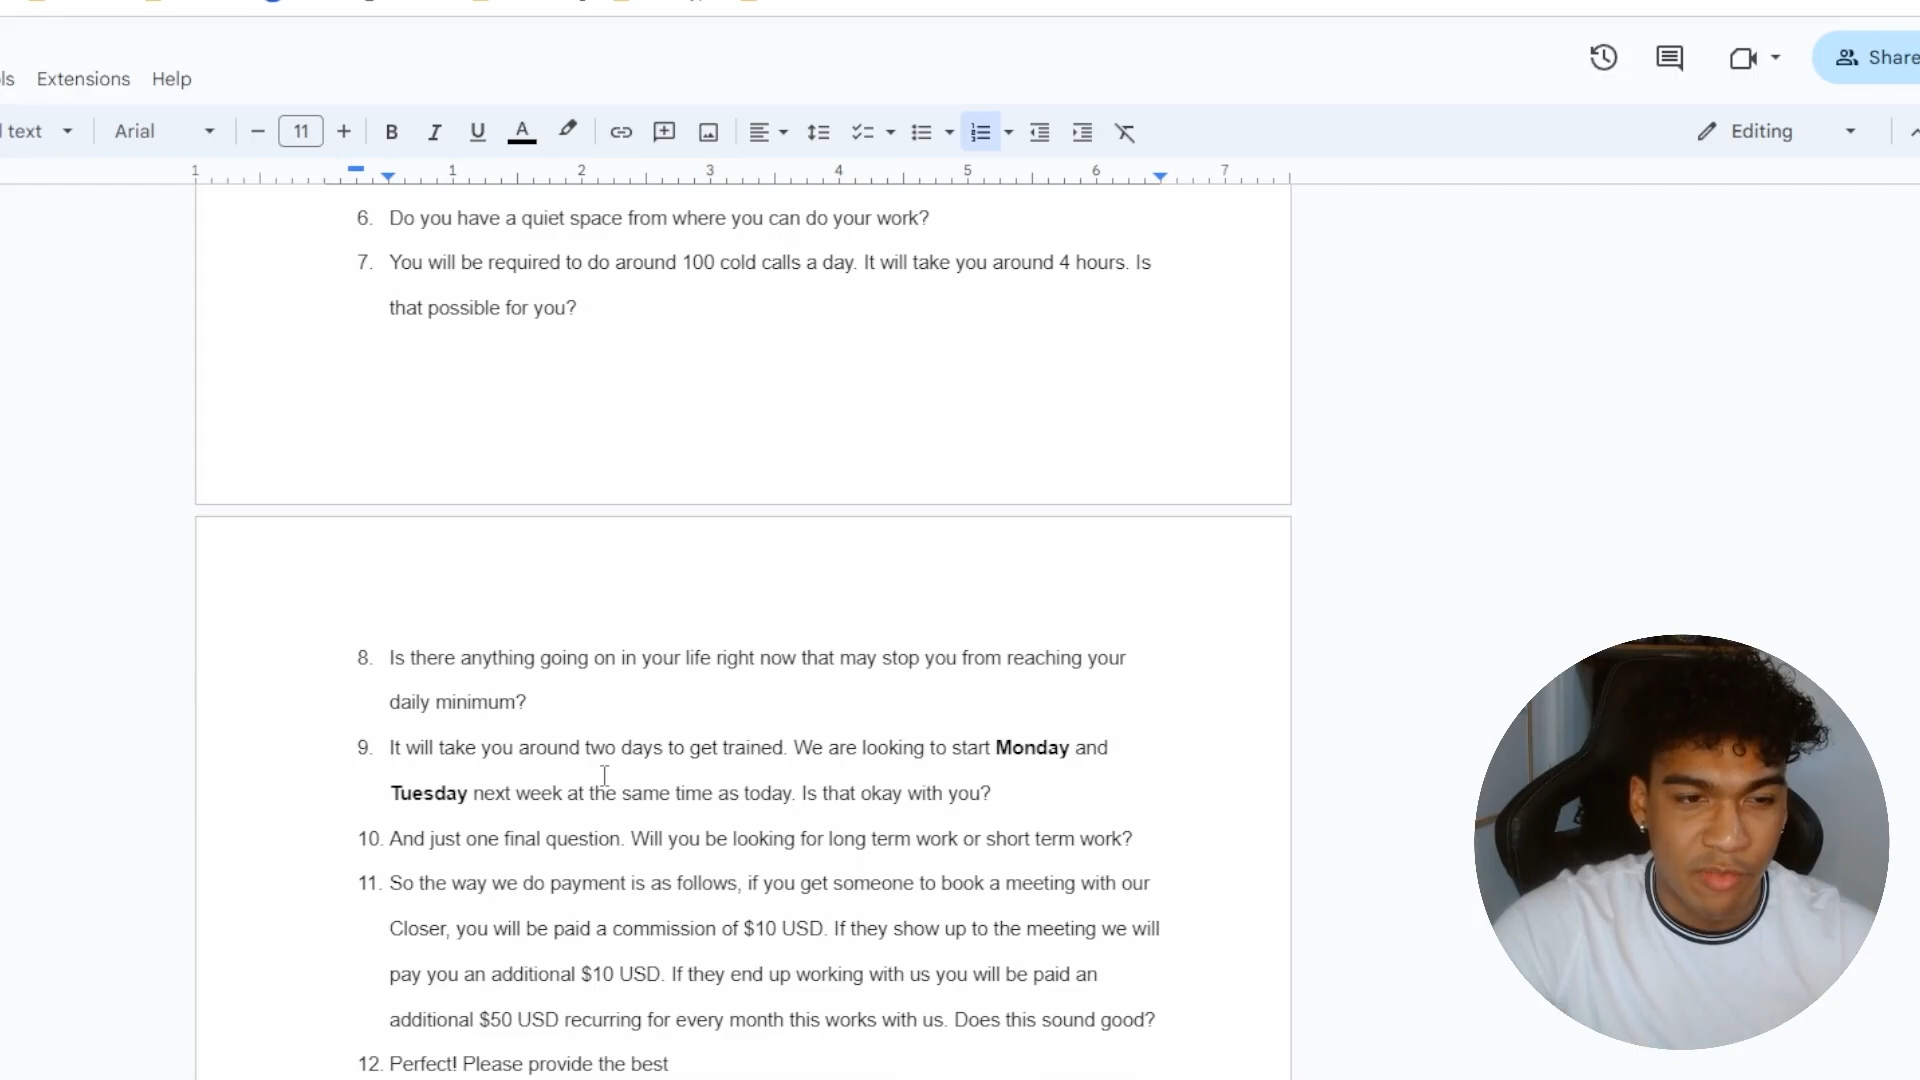 ls Extensions Help
Share
text Arial 11 B I U A Editing
1 1 2 3 4 5 6 7
6. Do you have a quiet space from where you can do your work?
7. You will be required to do around 100 cold calls a day. It will take you around 4 hours. Is
that possible for you?
8. Is there anything going on in your life right now that may stop you from reaching your
daily minimum?
9. It will take you around two days to get trained. We are looking to start Monday and
Tuesday next week at the same time as today. Is that okay with you?
10. And just one final question. Will you be looking for long term work or short term work?
11. So the way we do payment is as follows, if you get someone to book a meeting with our
Closer, you will be paid a commission of $10 USD. If they show up to the meeting we will
pay you an additional $10 USD. If they end up working with us you will be paid an
additional $50 USD recurring for every month this works with us. Does this sound good?
12. Perfect! Please provide the best